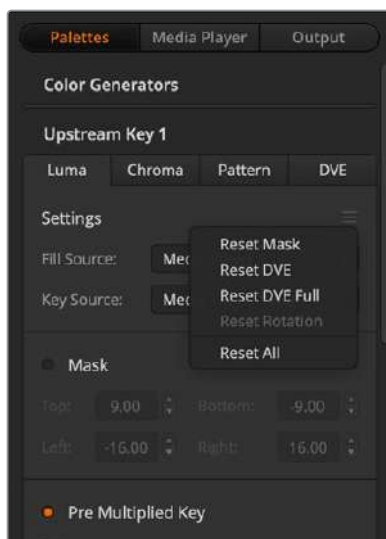 Palettes Media Player Output
Color Generators
Upstream Key 1
Luma Chroma Pattern DVE
Settings
Reset Mask
Fill Source: Med Reset DVE
Reset DVE Full
Key Source: Med Reset Rotation
Reset All
Mask
Top: 9.00 Bottom: -9.00
Left: -16.00 Right: 16.00
Pre Multiplied Key